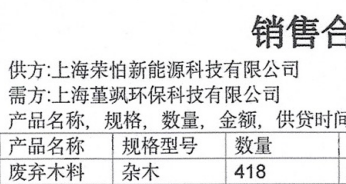 销售合
供方:上海荣怡新能源科技有限公司
需方:上海堇飒环保科技有限公司
产品名称, 规格, 数量, 金额, 供贷时间
产品名称 规格型号 数量
废弃木料 杂木 418